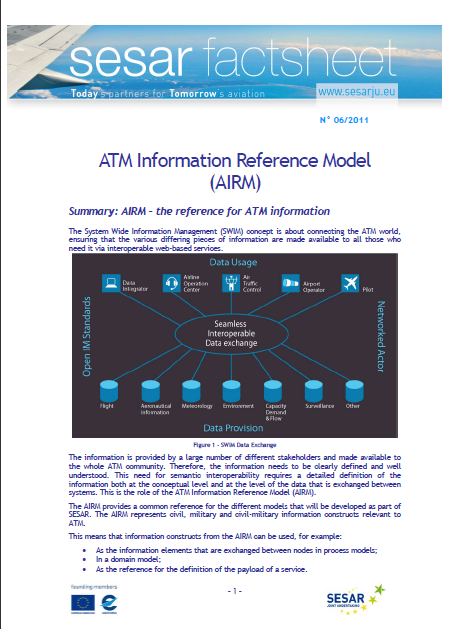 sesar factsheet
Today's partners for Tomorrow's aviation
www.sesarju.eu
N° 06/2011
ATM Information Reference Model
(AIRM)
Summary: AIRM – the reference for ATM information
The System Wide Information Management (SWIM) concept is about connecting the ATM world,
ensuring that the various differing pieces of information are made available to all those who
need it via interoperable web-based services.
Data Usage
Data
Integrator
Airline
Operation
Center
Air
Traffic
Control
Airport
Operator
Pilot
Open IM Standards
Seamless
Interoperable
Data exchange
Networked Actor
Flight
Aeronautical
Information
Meteorology
Environment
Capacity
Demand
& Flow
Surveillance
Other
Data Provision
Figure 1 - SWIM Data Exchange
The information is provided by a large number of different stakeholders and made available to
the whole ATM community. Therefore, the information needs to be clearly defined and well
understood. This need for semantic interoperability requires a detailed definition of the
information both at the conceptual level and at the level of the data that is exchanged between
systems. This is the role of the ATM Information Reference Model (AIRM).
The AIRM provides a common reference for the different models that will be developed as part of
SESAR. The AIRM represents civil, military and civil-military information constructs relevant to
ATM.
This means that information constructs from the AIRM can be used, for example:
• As the information elements that are exchanged between nodes in process models;
• In a domain model;
• As the reference for the definition of the payload of a service.
founding members
- 1 -
SESAR
JOINT UNDERTAKING